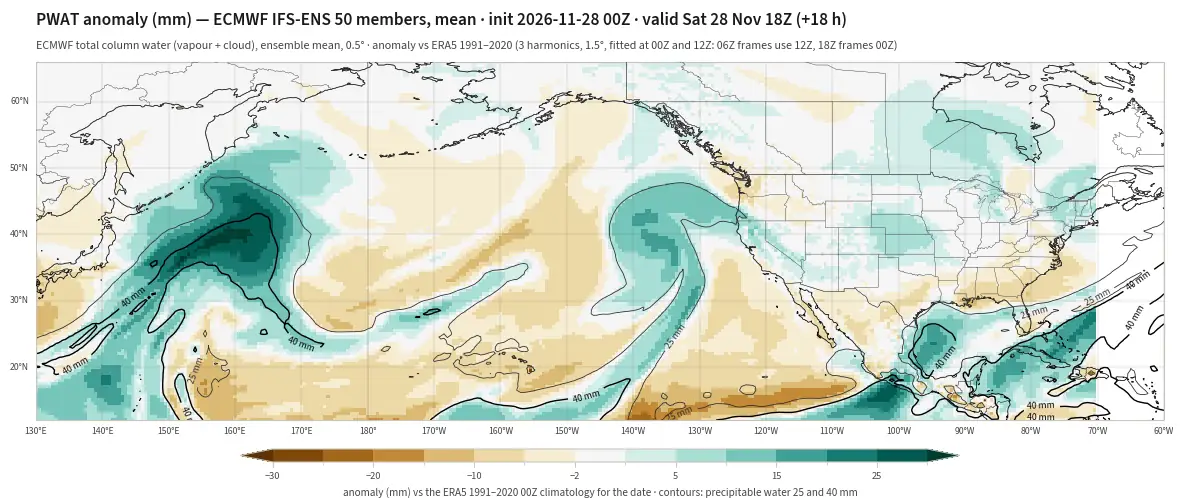 PWAT anomaly (mm) — ECMWF IFS-ENS 50 members, mean · init 2026-11-28 00Z · valid Sat 28 Nov 18Z (+18 h)
ECMWF total column water (vapour + cloud), ensemble mean, 0.5° · anomaly vs ERA5 1991–2020 (3 harmonics, 1.5°, fitted at 00Z and 12Z: 06Z frames use 12Z, 18Z frames 00Z)
60°N
50°N
40°N
30°N
20°N
40 mm
40 mm
25 mm
40
40 mm
40 mm
25 mm
25 mm
40 mm
25 mm
25 mm
40 mm
40 mm
40 mm
40 mm
130°E 140°E 150°E 160°E 170°E 180° 170°W 160°W 150°W 140°W 130°W 120°W 110°W 100°W 90°W 80°W 70°W 60°W
−30 −20 −10 −2 5 15 25
anomaly (mm) vs the ERA5 1991–2020 00Z climatology for the date · contours: precipitable water 25 and 40 mm